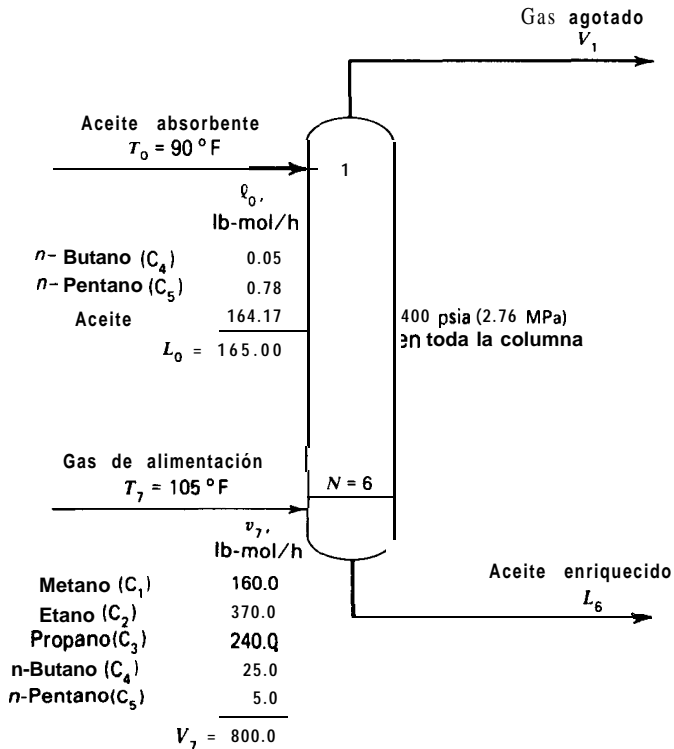 Gas agotado
V₁
Aceite absorbente
T₀ = 90 °F
1
ℓ₀,
lb-mol/h
n-Butano (C₄) 0.05
n-Pentano (C₅) 0.78
Aceite 164.17
L₀ = 165.00
400 psia (2.76 MPa)
en toda la columna
Gas de alimentación
T₇ = 105 °F
N = 6
v₇,
lb-mol/h
Metano (C₁) 160.0
Etano (C₂) 370.0
Propano(C₃) 240.0
n-Butano (C₄) 25.0
n-Pentano(C₅) 5.0
V₇ = 800.0
Aceite enriquecido
L₆